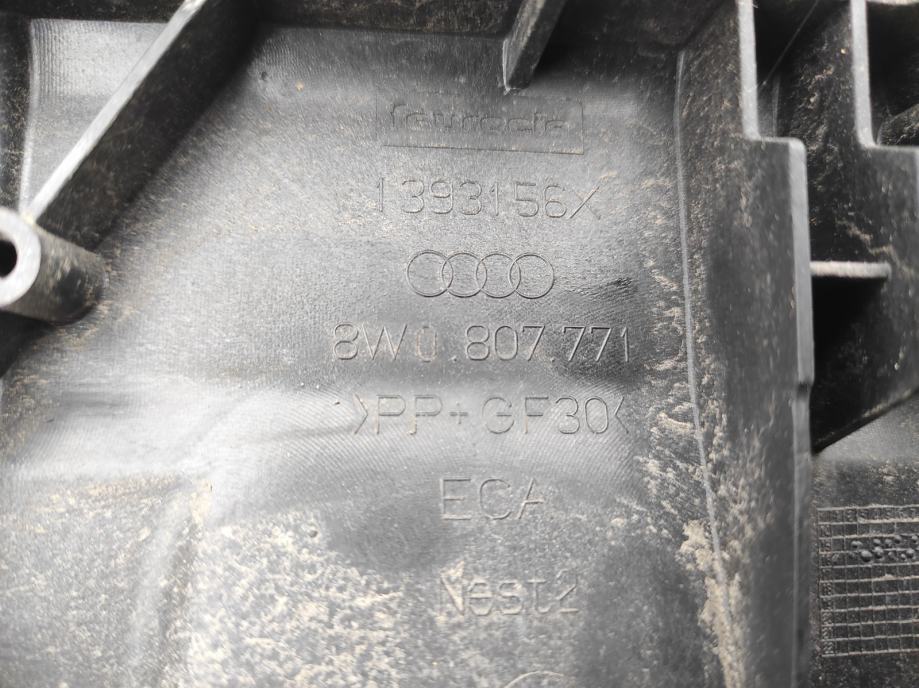 faurecia
1393156X
8W0.807.771
>PP+GF30<
ECA
Nest2